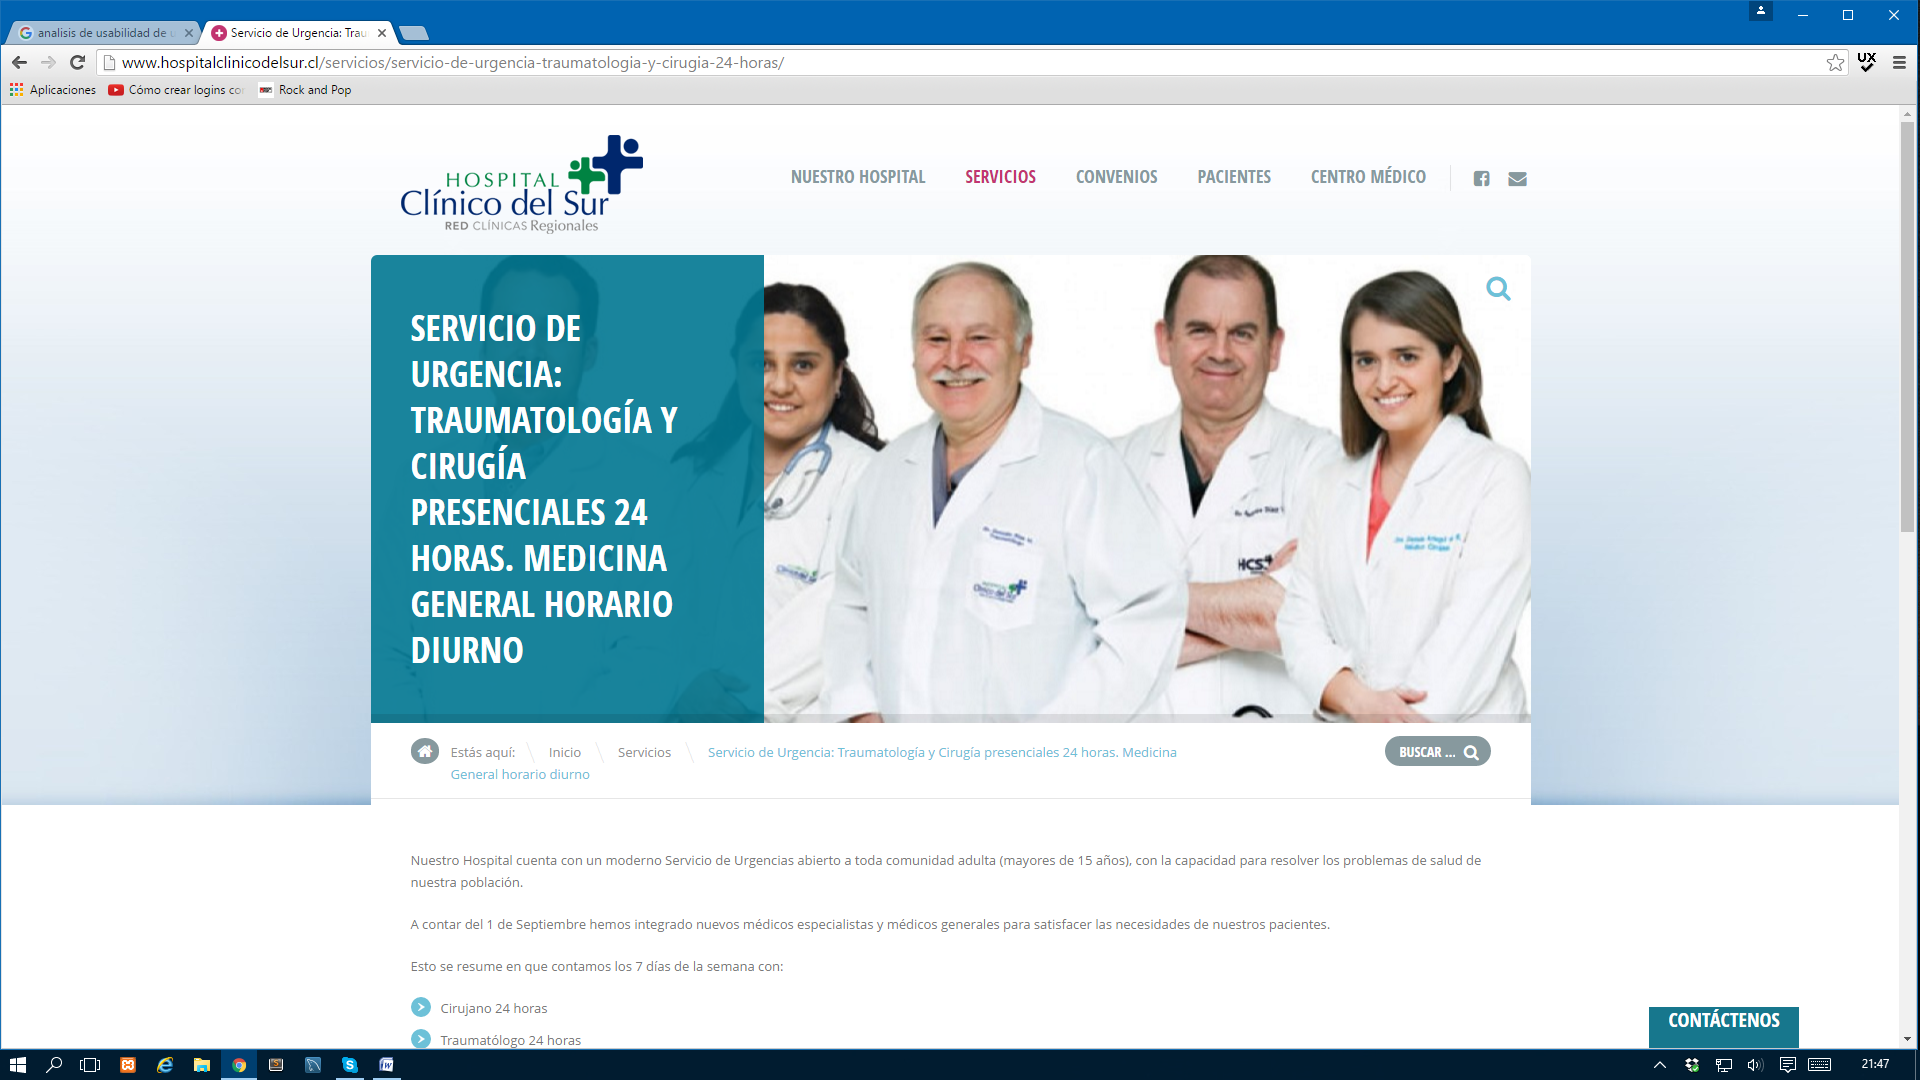 analisis de usabilidad de u
Servicio de Urgencia: Trau
www.hospitalclinicodelsur.cl/servicios/servicio-de-urgencia-traumatologia-y-cirugia-24-horas/
UX
Aplicaciones
Cómo crear logins co
Rock and Pop
HOSPITAL
Clínico del Sur
RED CLÍNICAS Regionales
NUESTRO HOSPITAL
SERVICIOS
CONVENIOS
PACIENTES
CENTRO MÉDICO
SERVICIO DE
URGENCIA:
TRAUMATOLOGÍA Y
CIRUGÍA
PRESENCIALES 24
HORAS. MEDICINA
GENERAL HORARIO
DIURNO
HOSPITAL
Clínico del Sur
HCS
Estás aquí:
Inicio
Servicios
Servicio de Urgencia: Traumatología y Cirugía presenciales 24 horas. Medicina
General horario diurno
BUSCAR ...
Nuestro Hospital cuenta con un moderno Servicio de Urgencias abierto a toda comunidad adulta (mayores de 15 años), con la capacidad para resolver los problemas de salud de
nuestra población.
A contar del 1 de Septiembre hemos integrado nuevos médicos especialistas y médicos generales para satisfacer las necesidades de nuestros pacientes.
Esto se resume en que contamos los 7 días de la semana con:
Cirujano 24 horas
Traumatólogo 24 horas
CONTÁCTENOS
21:47